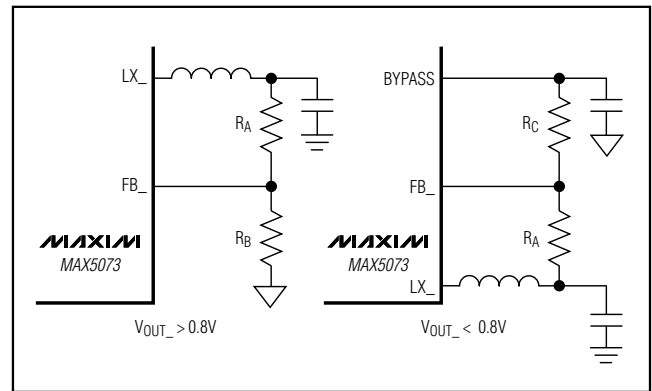 LX_
RA
FB_
RB
MAXIM
MAX5073
VOUT_ > 0.8V
BYPASS
RC
FB_
RA
MAXIM
MAX5073
LX_
VOUT_ < 0.8V